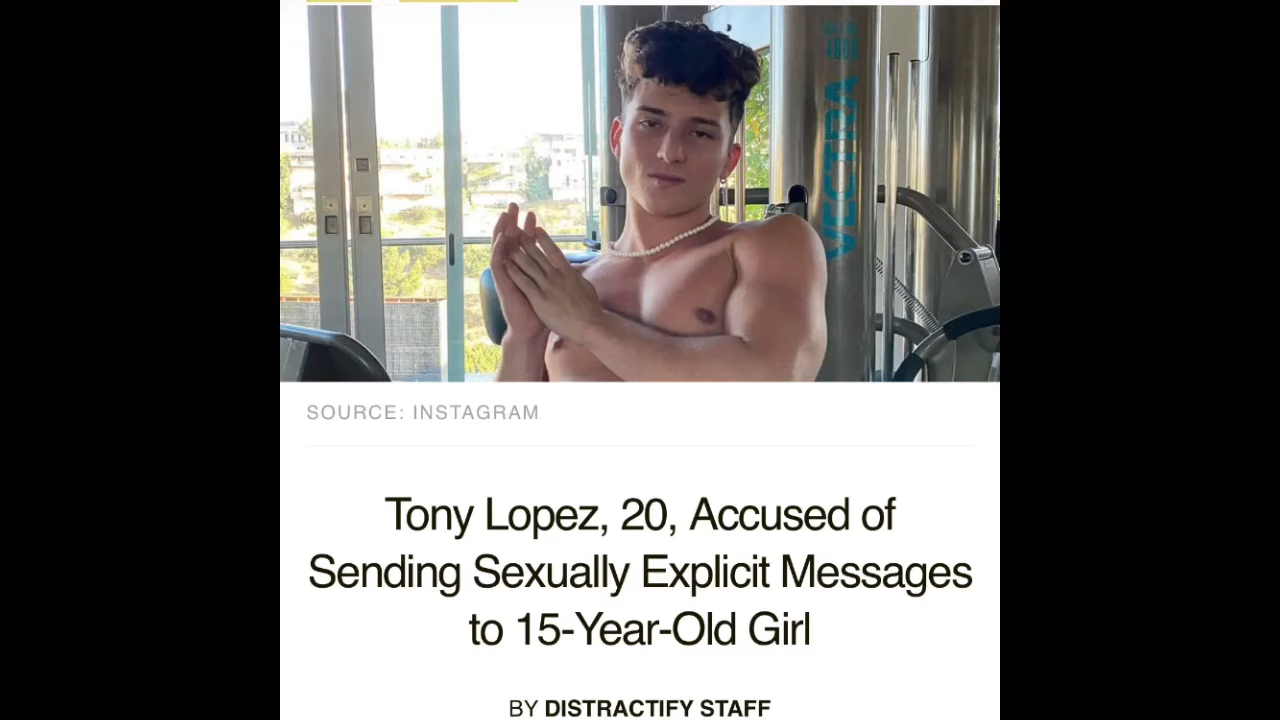 VECTRA
SOURCE: INSTAGRAM
Tony Lopez, 20, Accused of
Sending Sexually Explicit Messages
to 15-Year-Old Girl
BY DISTRACTIFY STAFF